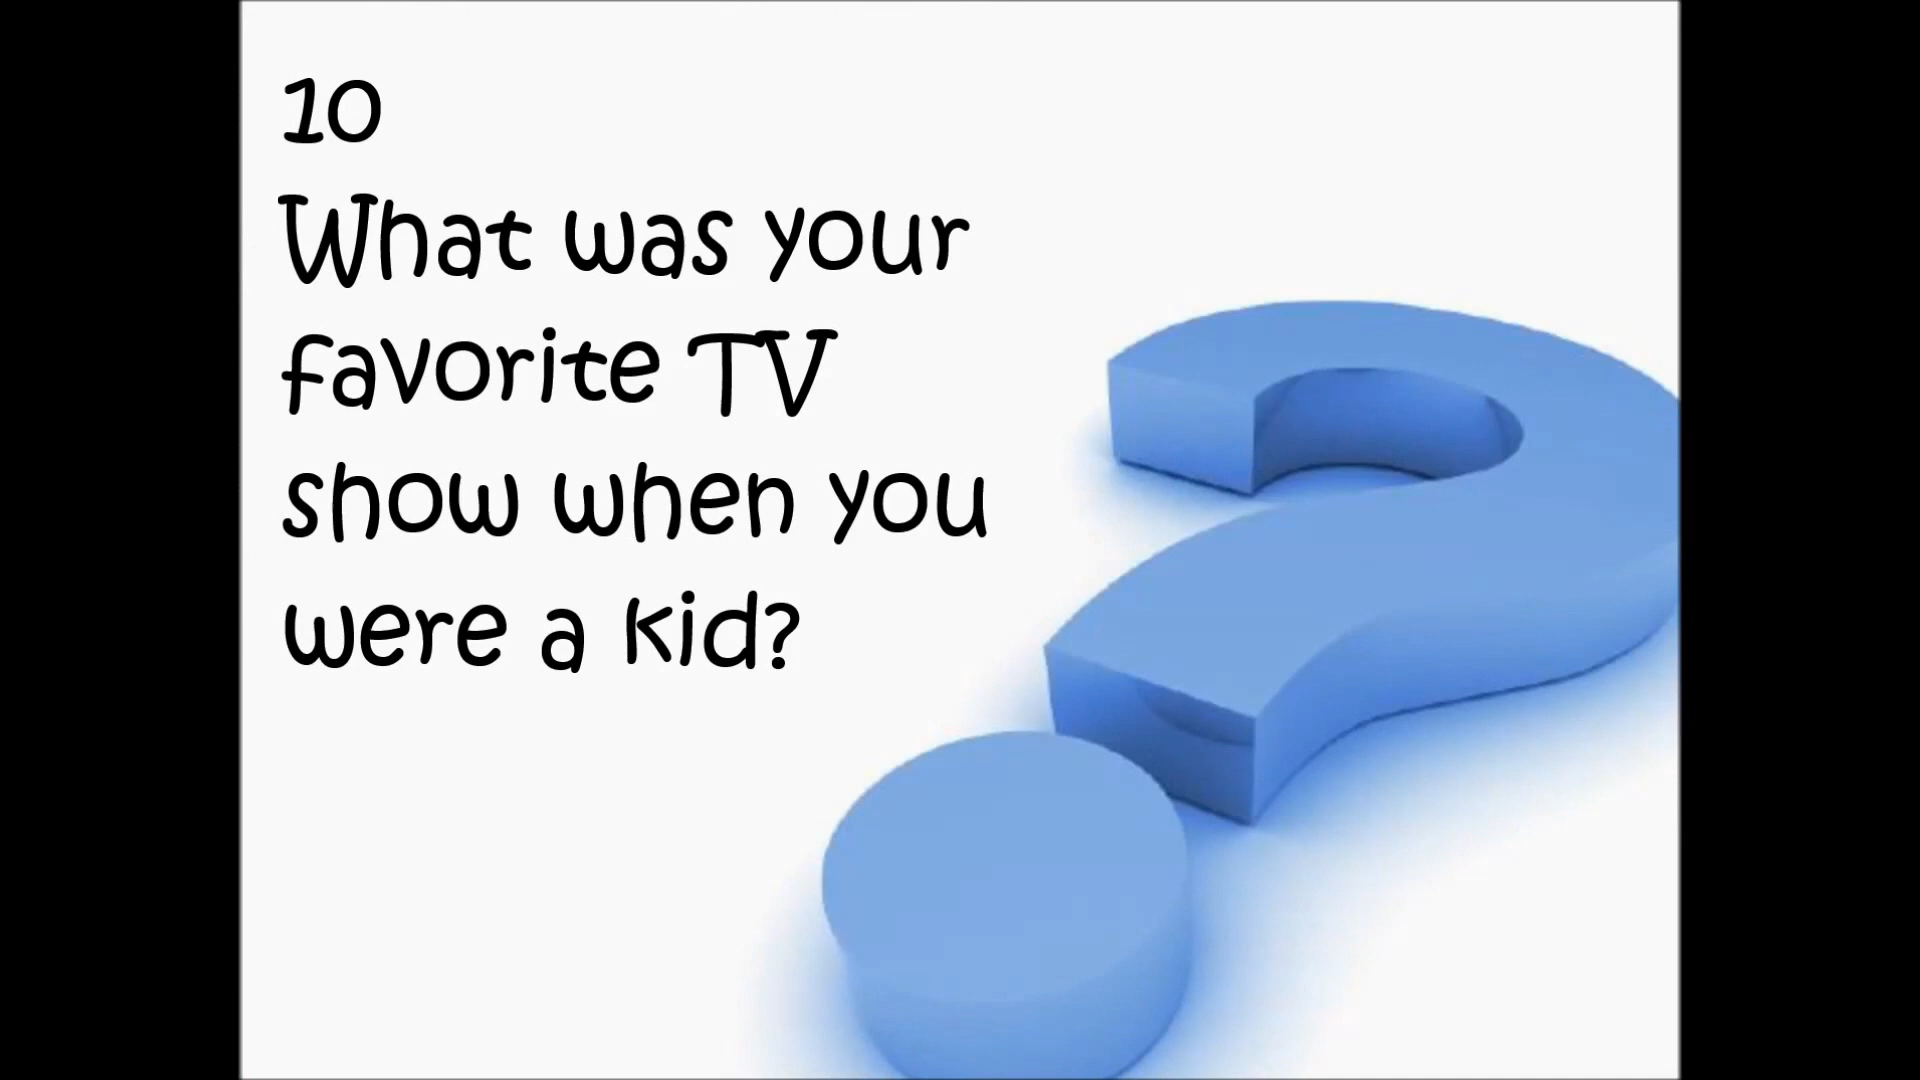 10
What was your
favorite TV
show when you
were a kid?